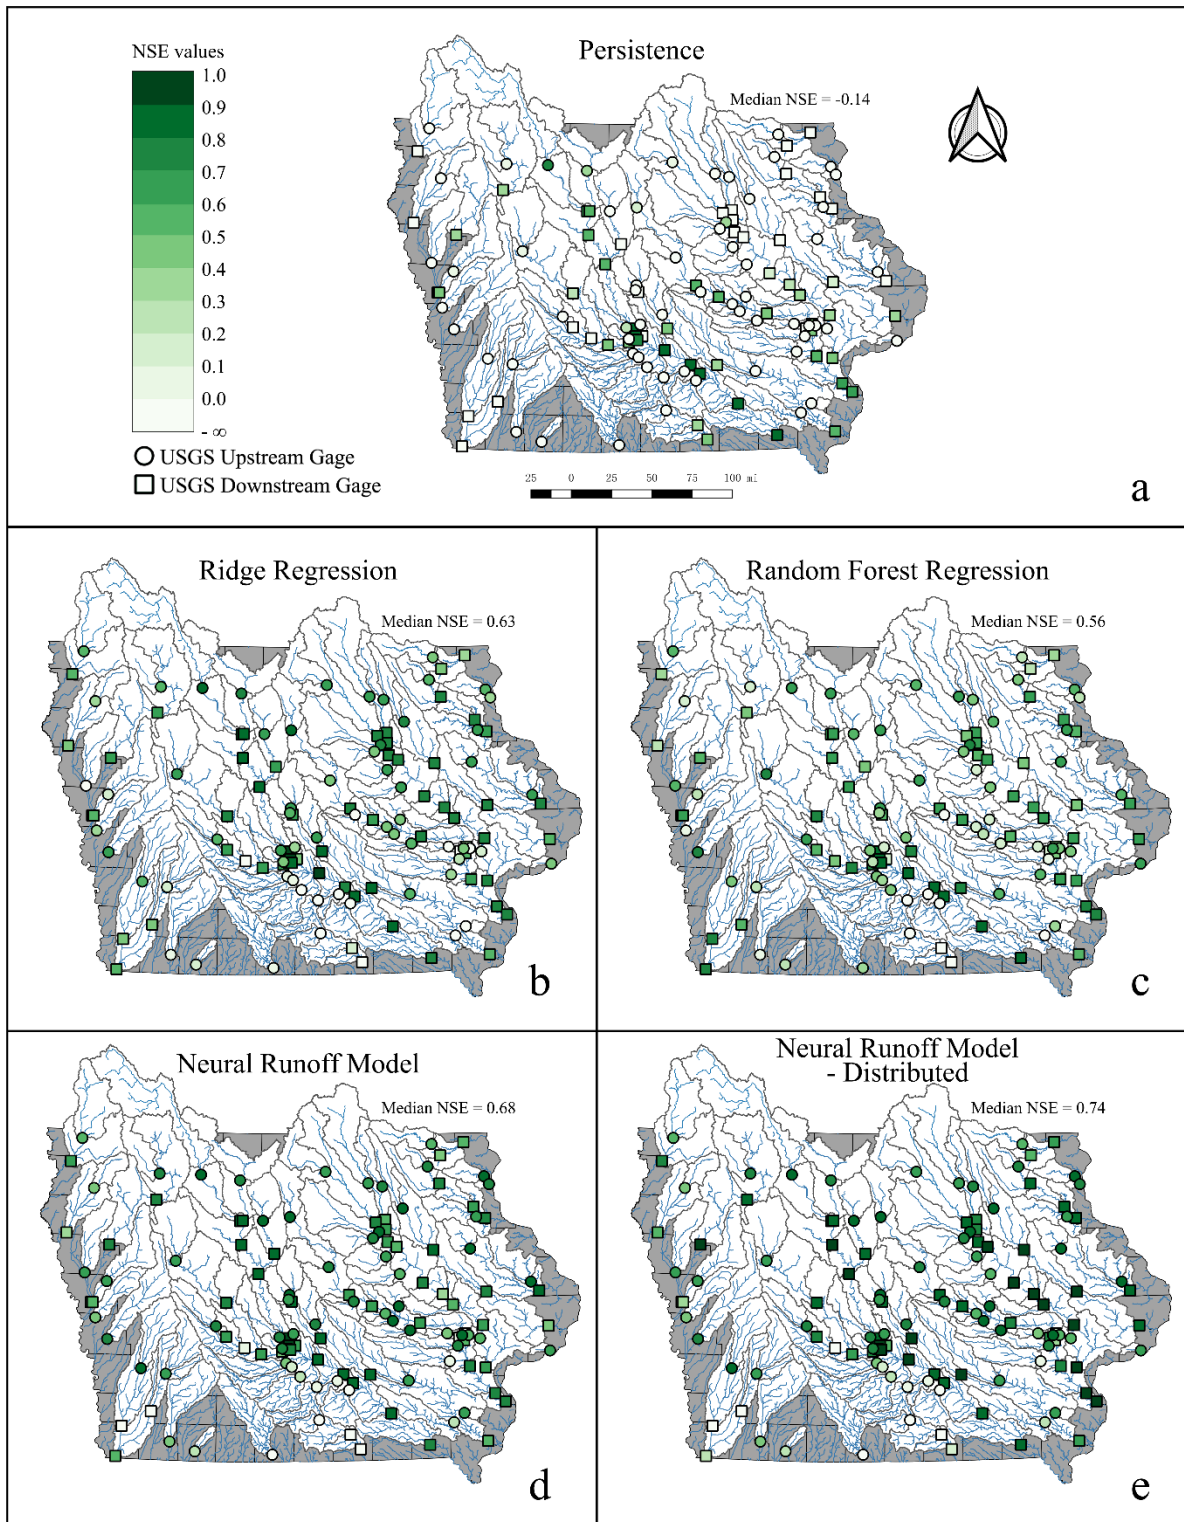 Persistence
NSE values
1.0
0.9
0.8
0.7
0.6
0.5
0.4
0.3
0.2
0.1
0.0
- ∞
Median NSE = -0.14
USGS Upstream Gage
USGS Downstream Gage
25 0 25 50 75 100 mi
a
Ridge Regression
Median NSE = 0.63
b
Random Forest Regression
Median NSE = 0.56
c
Neural Runoff Model
Median NSE = 0.68
d
Neural Runoff Model
- Distributed
Median NSE = 0.74
e